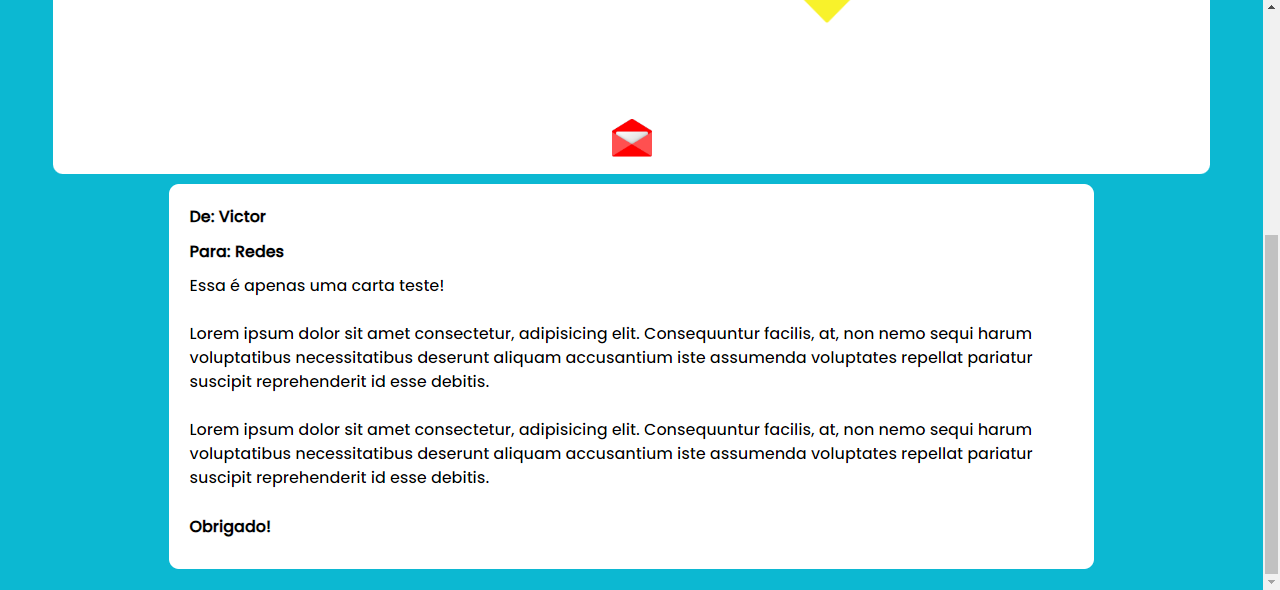 De: Victor
Para: Redes
Essa é apenas uma carta teste!
Lorem ipsum dolor sit amet consectetur, adipisicing elit. Consequuntur facilis, at, non nemo sequi harum
voluptatibus necessitatibus deserunt aliquam accusantium iste assumenda voluptates repellat pariatur
suscipit reprehenderit id esse debitis.
Lorem ipsum dolor sit amet consectetur, adipisicing elit. Consequuntur facilis, at, non nemo sequi harum
voluptatibus necessitatibus deserunt aliquam accusantium iste assumenda voluptates repellat pariatur
suscipit reprehenderit id esse debitis.
Obrigado!